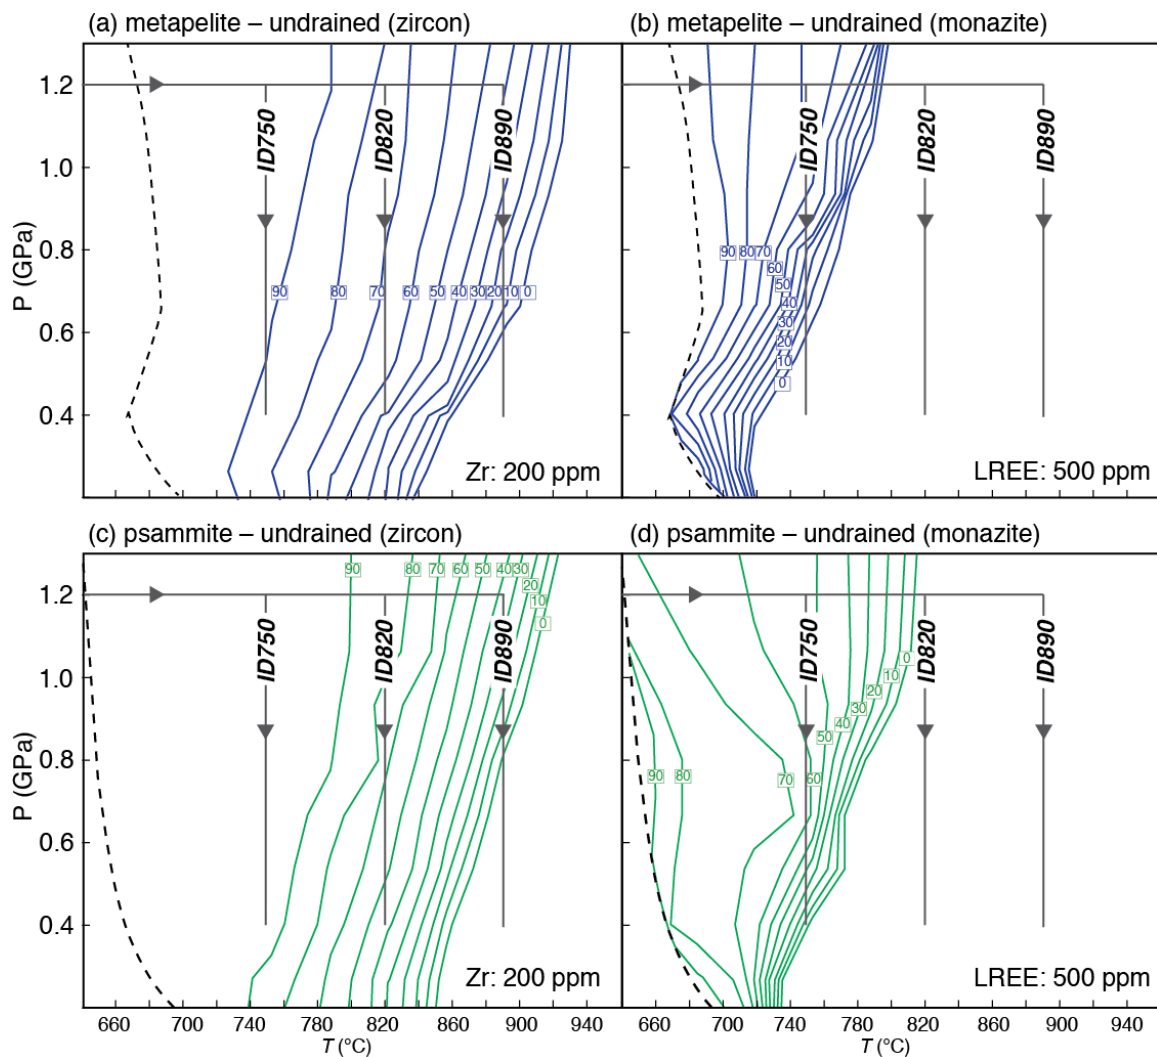 (a) metapelite – undrained (zircon)
(b) metapelite – undrained (monazite)
1.2
1.0
0.8
0.6
0.4
P (GPa)
ID750
ID820
ID890
90
80
70
60
50
40
30
20
10
0
Zr: 200 ppm
ID750
ID820
ID890
90
80
70
60
50
40
30
20
10
0
LREE: 500 ppm
(c) psammite – undrained (zircon)
(d) psammite – undrained (monazite)
1.2
1.0
0.8
0.6
0.4
P (GPa)
90
80
70
60
50
40
30
20
10
0
ID750
ID820
ID890
Zr: 200 ppm
ID750
ID820
ID890
0
10
20
30
40
50
60
70
80
90
LREE: 500 ppm
660
700
740
780
820
860
900
940
T (°C)
660
700
740
780
820
860
900
940
T (°C)